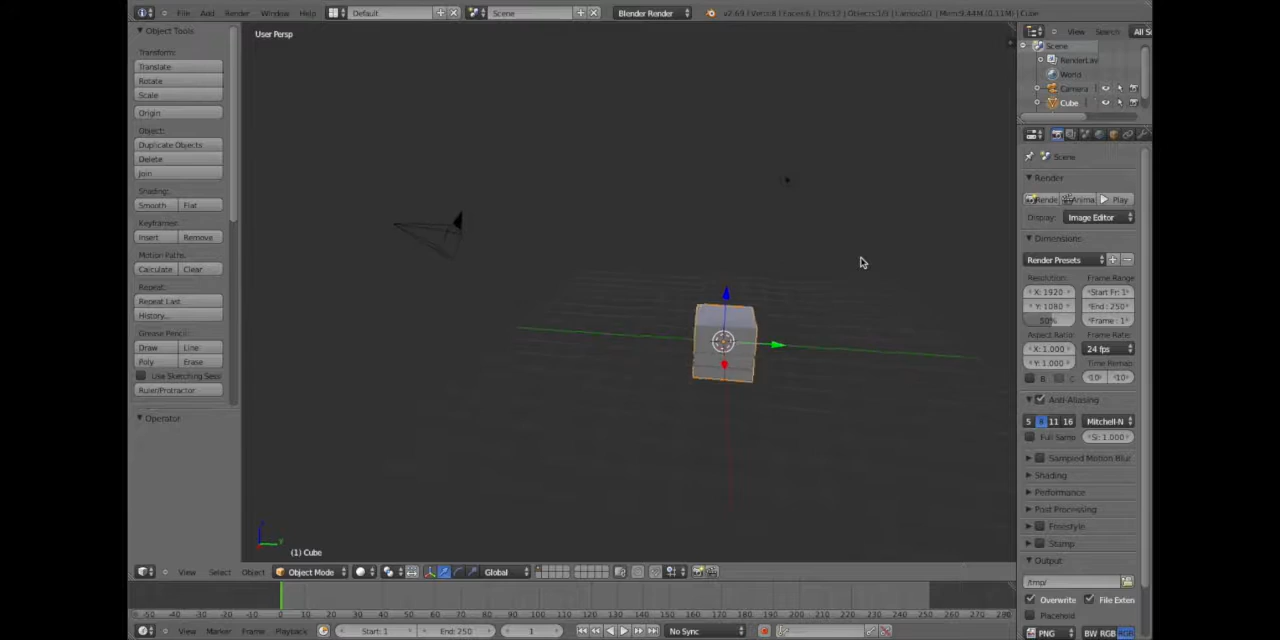 File Add Render Window Help Default Scene Blender Render v2.69 | Verts:8 | Faces:6 | Tris:12 | Objects:1/3 | Lamps:0/1 | Mem:9.44M (0.11M) | Cube
Object Tools
Transform:
Translate
Rotate
Scale
Origin
Object:
Duplicate Objects
Delete
Join
Shading:
Smooth Flat
Keyframes:
Insert Remove
Motion Paths:
Calculate Clear
Repeat:
Repeat Last
History...
Grease Pencil:
Draw Line
Poly Erase
Use Sketching Sess
Ruler/Protractor
Operator
User Persp
(1) Cube
View Select Object Object Mode Global
View Search All S
Scene
RenderLay
World
Camera
Cube
Scene
Render
Rende Anima Play
Display: Image Editor
Dimensions:
Render Presets
Resolution: Frame Range
X: 1920 Start Fr: 1
Y: 1080 End: 250
50% Frame: 1
Aspect Ratio: Frame Rate:
X: 1.000 24 fps
Y: 1.000 Time Remap
B C 10 10
Anti-Aliasing
5 8 11 16 Mitchell-N
Full Samp Si: 1.000
Sampled Motion Blur
Shading
Performance
Post Processing
Freestyle
Stamp
Output
/tmp/
Overwrite File Exten
Placehold
PNG BW RGB RGB
-50 -40 -30 -20 -10 0 10 20 30 40 50 60 70 80 90 100 110 120 130 140 150 160 170 180 190 200 210 220 230 240 250 260 270 280
View Marker Frame Playback Start: 1 End: 250 1 No Sync